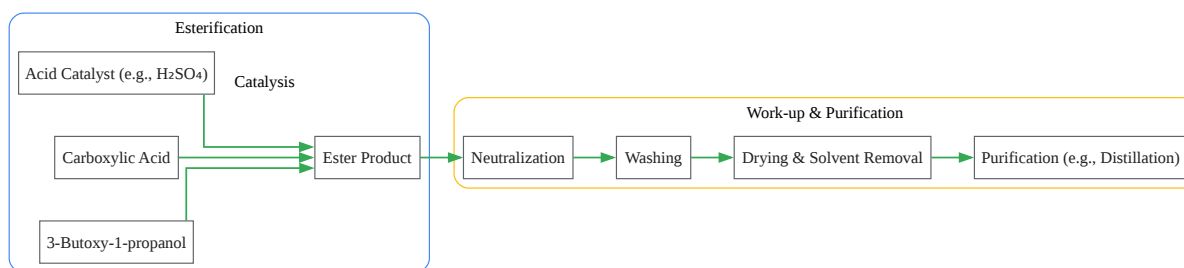 Esterification
Acid Catalyst (e.g., H₂SO₄)
Catalysis
Carboxylic Acid
Ester Product
3-Butoxy-1-propanol
Work-up & Purification
Neutralization
Washing
Drying & Solvent Removal
Purification (e.g., Distillation)